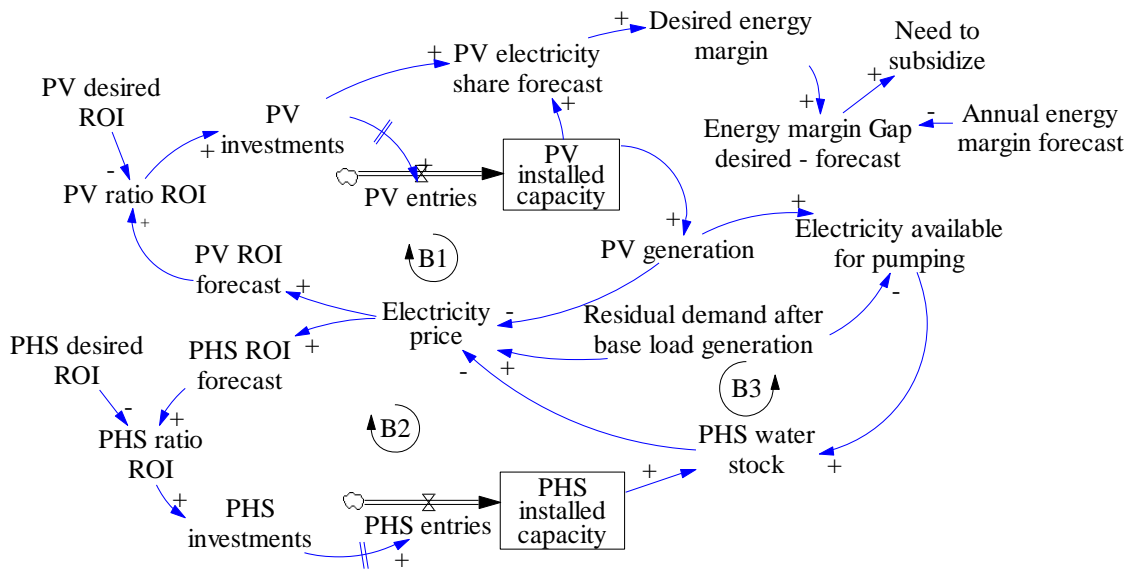 Desired energy
margin
Need to
subsidize
+
+
+
PV electricity
share forecast
PV desired
ROI
PV
investments
+
+
+
-
Energy margin Gap
desired - forecast
Annual energy
margin forecast
-
PV ratio ROI
+
+
PV entries
PV
installed
capacity
+
+
PV generation
Electricity available
for pumping
-
B1
PV ROI
forecast
+
Electricity
price
-
Residual demand after
base load generation
PHS desired
ROI
PHS ROI
forecast
+
+
-
-
+
B3
PHS ratio
ROI
B2
PHS water
stock
+
+
+
PHS
investments
PHS entries
+
PHS
installed
capacity